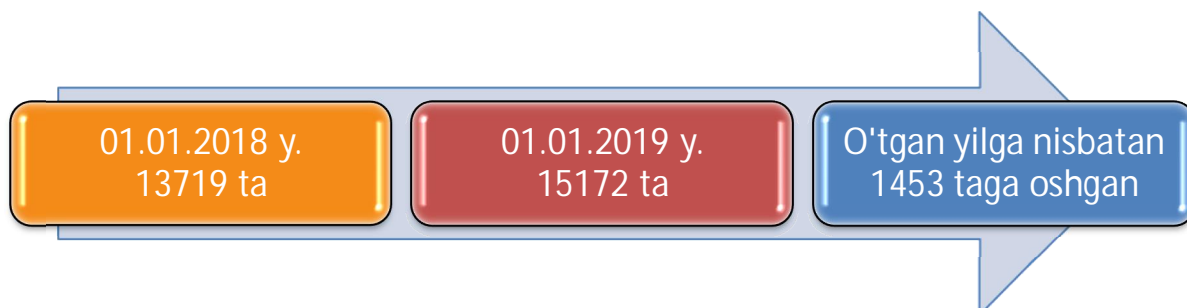 01.01.2018 y.
13719 ta
01.01.2019 y.
15172 ta
O'tgan yilga nisbatan
1453 taga oshgan